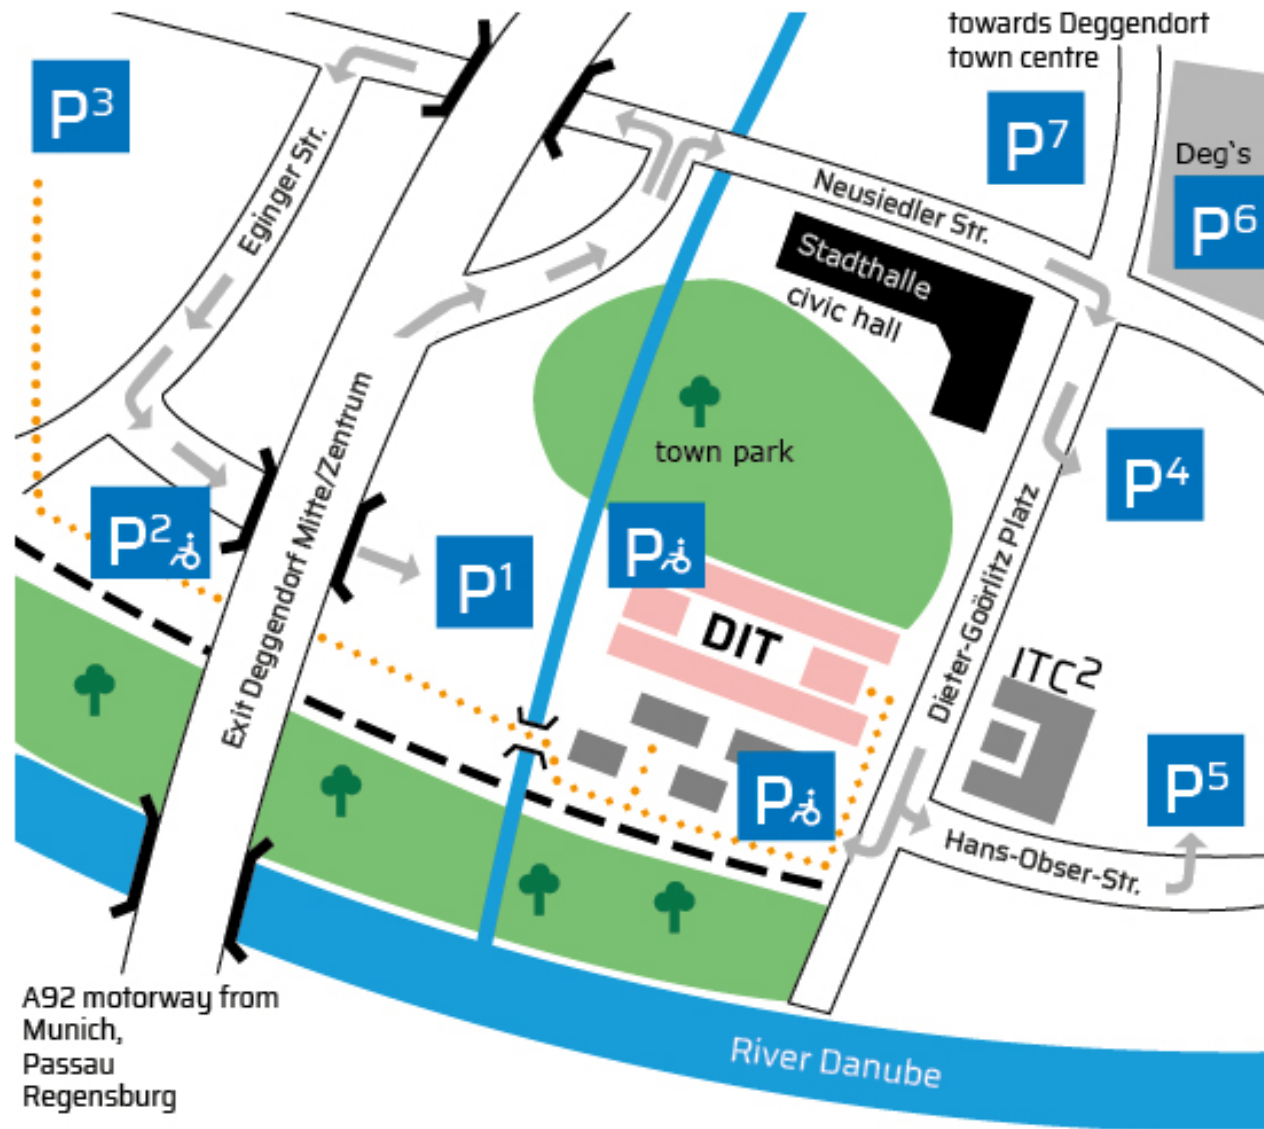 towards Deggendort
town centre
P3
P7
Deg`s
P6
Eginger Str.
Neusiedler Str.
Stadthalle
civic hall
town park
P4
Exit Deggendorf Mitte/Zentrum
P2
P1
P
DIT
Dieter-Goörlitz Platz
ITC2
P
P5
Hans-Obser-Str.
A92 motorway from
Munich,
Passau
Regensburg
River Danube